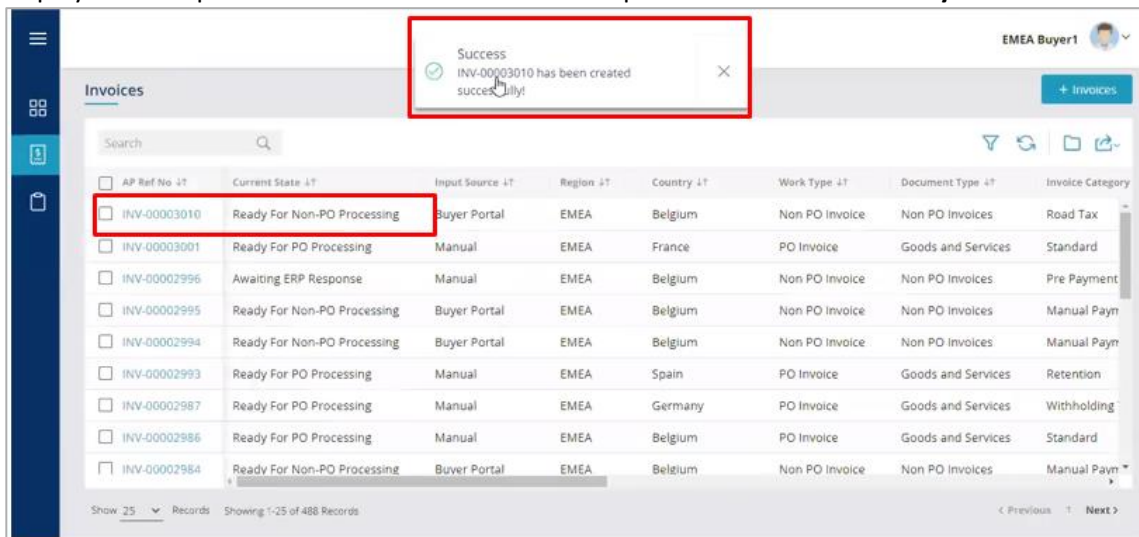 EMEA Buyer1
Success
INV-00003010 has been created
succesfully!
Invoices
+ Invoices
Search
AP Ref No Current State Input Source Region Country Work Type Document Type Invoice Category
INV-00003010 Ready For Non-PO Processing Buyer Portal EMEA Belgium Non PO Invoice Non PO Invoices Road Tax
INV-00003001 Ready For PO Processing Manual EMEA France PO Invoice Goods and Services Standard
INV-00002996 Awaiting ERP Response Manual EMEA Belgium Non PO Invoice Non PO Invoices Pre Payment
INV-00002995 Ready For Non-PO Processing Buyer Portal EMEA Belgium Non PO Invoice Non PO Invoices Manual Paym
INV-00002994 Ready For Non-PO Processing Buyer Portal EMEA Belgium Non PO Invoice Non PO Invoices Manual Paym
INV-00002993 Ready For PO Processing Manual EMEA Spain PO Invoice Goods and Services Retention
INV-00002987 Ready For PO Processing Manual EMEA Germany PO Invoice Goods and Services Withholding
INV-00002986 Ready For PO Processing Manual EMEA Belgium PO Invoice Goods and Services Standard
INV-00002984 Ready For Non-PO Processing Buyer Portal EMEA Belgium Non PO Invoice Non PO Invoices Manual Paym
Show 25 Records Showing 1-25 of 488 Records < Previous 1 Next >